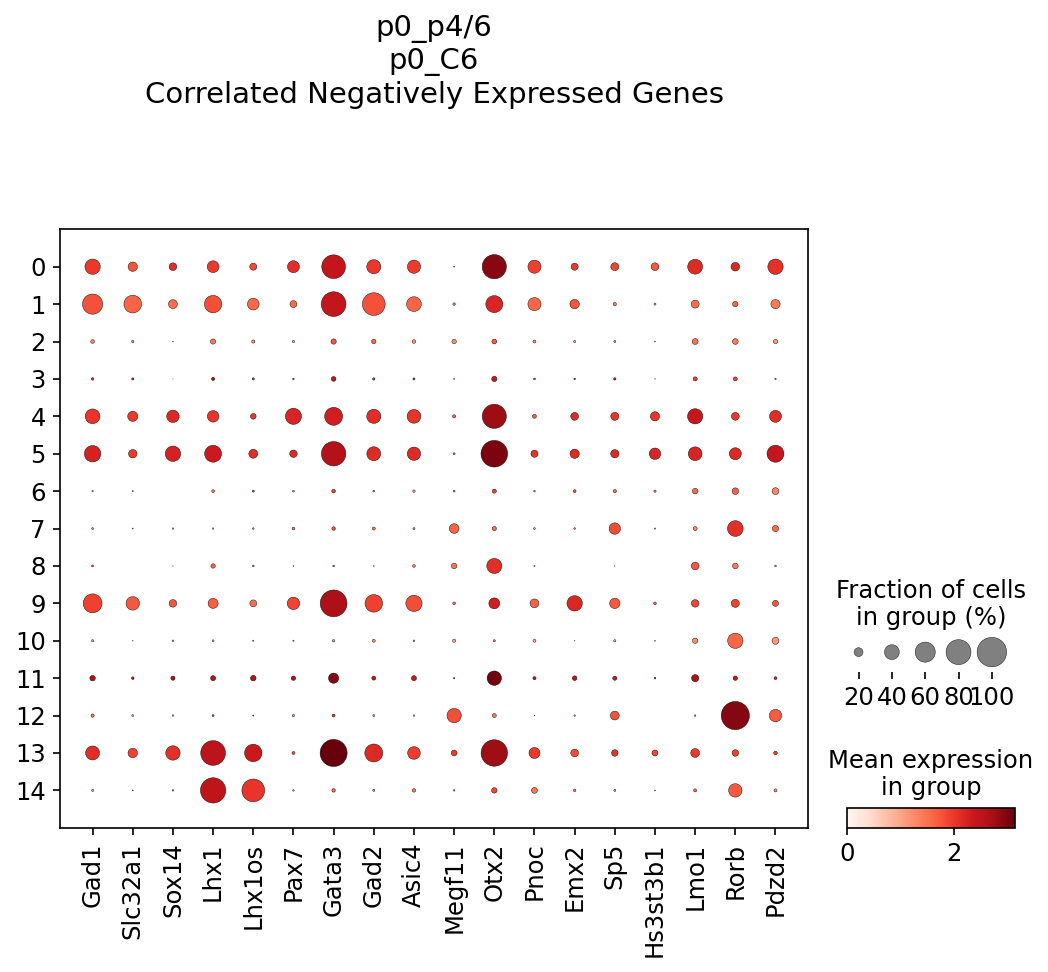 p0_p4/6
p0_C6
Correlated Negatively Expressed Genes
0
1
2
3
4
5
6
7
8
9
10
11
12
13
14
Gad1
Slc32a1
Sox14
Lhx1
Lhx1os
Pax7
Gata3
Gad2
Asic4
Megf11
Otx2
Pnoc
Emx2
Sp5
Hs3st3b1
Lmo1
Rorb
Pdzd2
Fraction of cells
in group (%)
20 40 60 80 100
Mean expression
in group
0 2